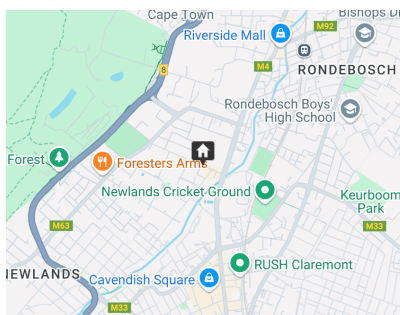 Cape Town
Bishops D
M92
Riverside Mall
8
M4
RONDEBOSCH
Rondebosch Boys'
High School
Forest
Foresters Arms
Newlands Cricket Ground
Keurboom
Park
M63
M33
RUSH Claremont
NEWLANDS
Cavendish Square
M33